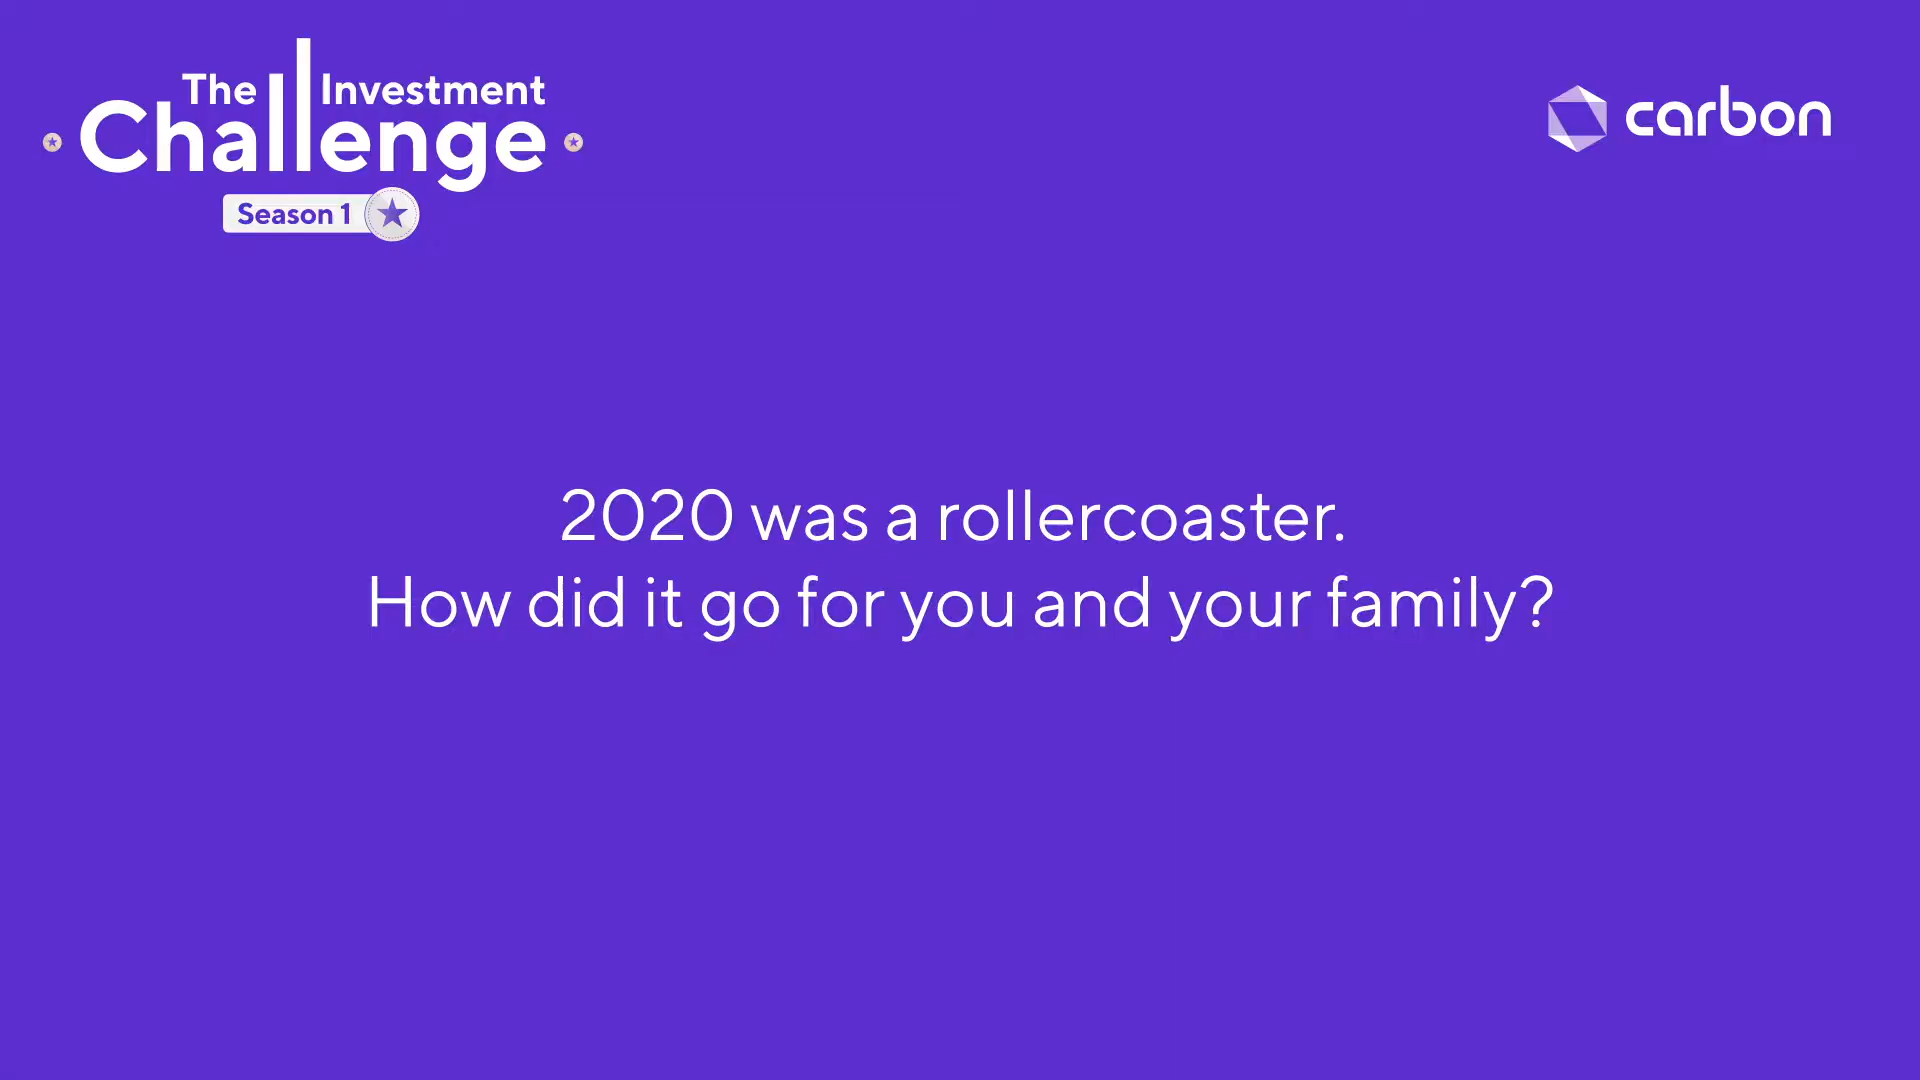 The Investment
Challenge
Season 1
carbon
2020 was a rollercoaster.
How did it go for you and your family?